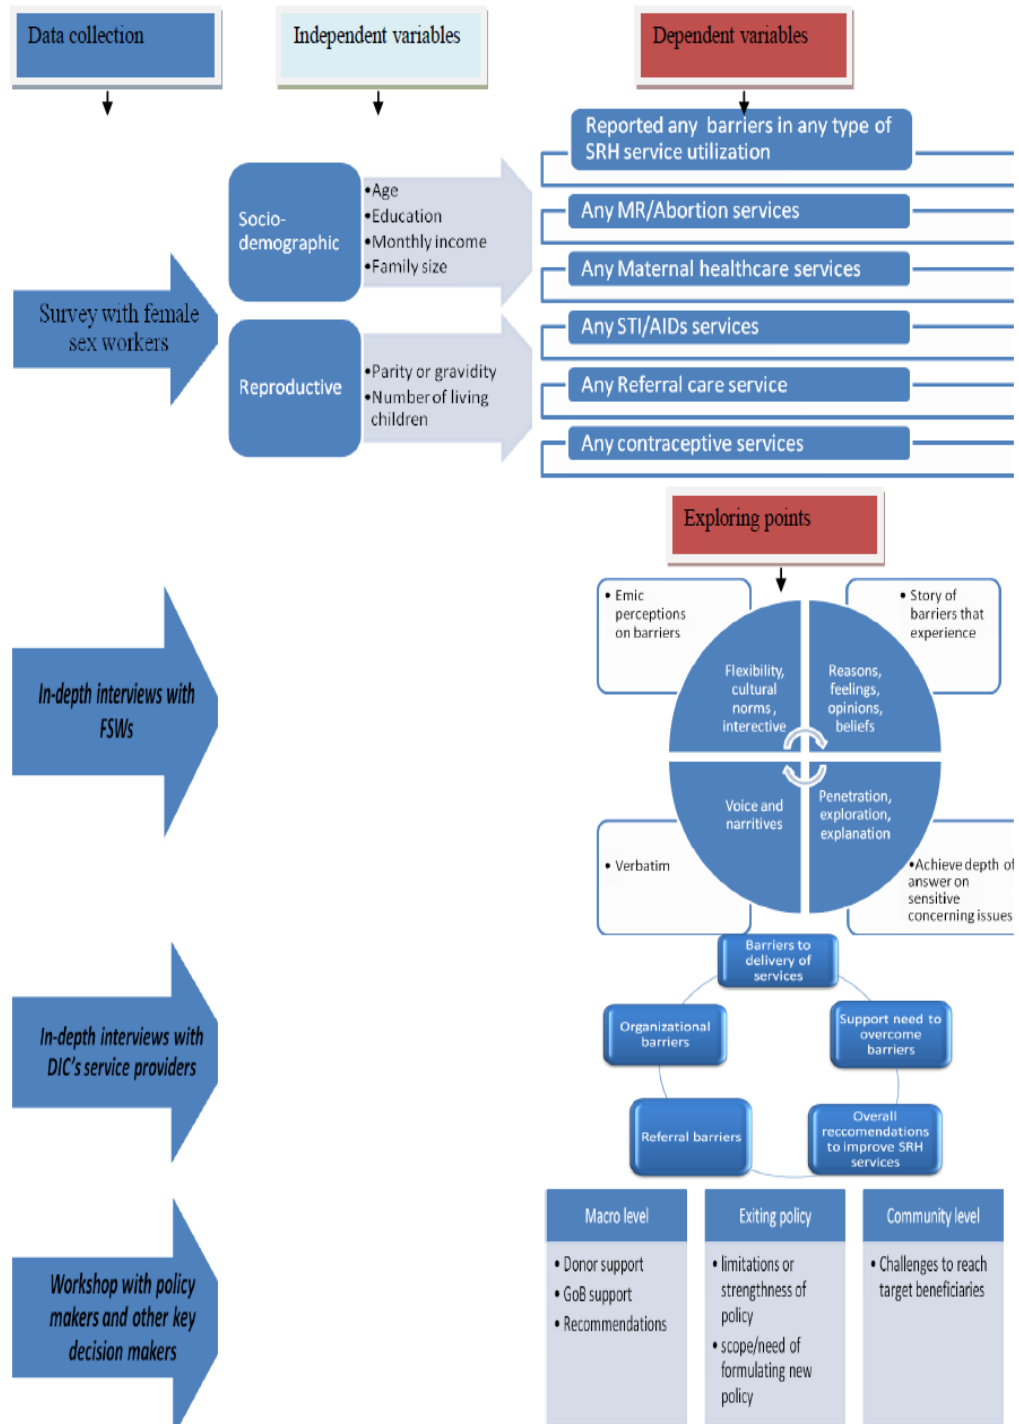 Data collection
Independent variables
Dependent variables
Reported any barriers in any type of
SRH service utilization
Socio-
demographic
•Age
•Education
•Monthly income
•Family size
Any MR/Abortion services
Any Maternal healthcare services
Survey with female
sex workers
Reproductive
•Parity or gravidity
•Number of living
children
Any STI/AIDs services
Any Referral care service
Any contraceptive services
Exploring points
In-depth interviews with
FSWs
• Emic
perceptions
on barriers
• Story of
barriers that
experience
Flexibility,
cultural
norms ,
interective
Reasons,
feelings,
opinions,
beliefs
Voice and
narritives
Penetration,
exploration,
explanation
• Verbatim
•Achieve depth of
answer on
sensitive
concerning issues
In-depth interviews with
DIC's service providers
Barriers to
delivery of
services
Organizational
barriers
Support need to
overcome
barriers
Referral barriers
Overall
reccomendations
to improve SRH
services
Workshop with policy
makers and other key
decision makers
Macro level
• Donor support
• GoB support
• Recommendations
Exiting policy
• limitations or
strengthness of
policy
• scope/need of
formulating new
policy
Community level
• Challenges to reach
target beneficiaries